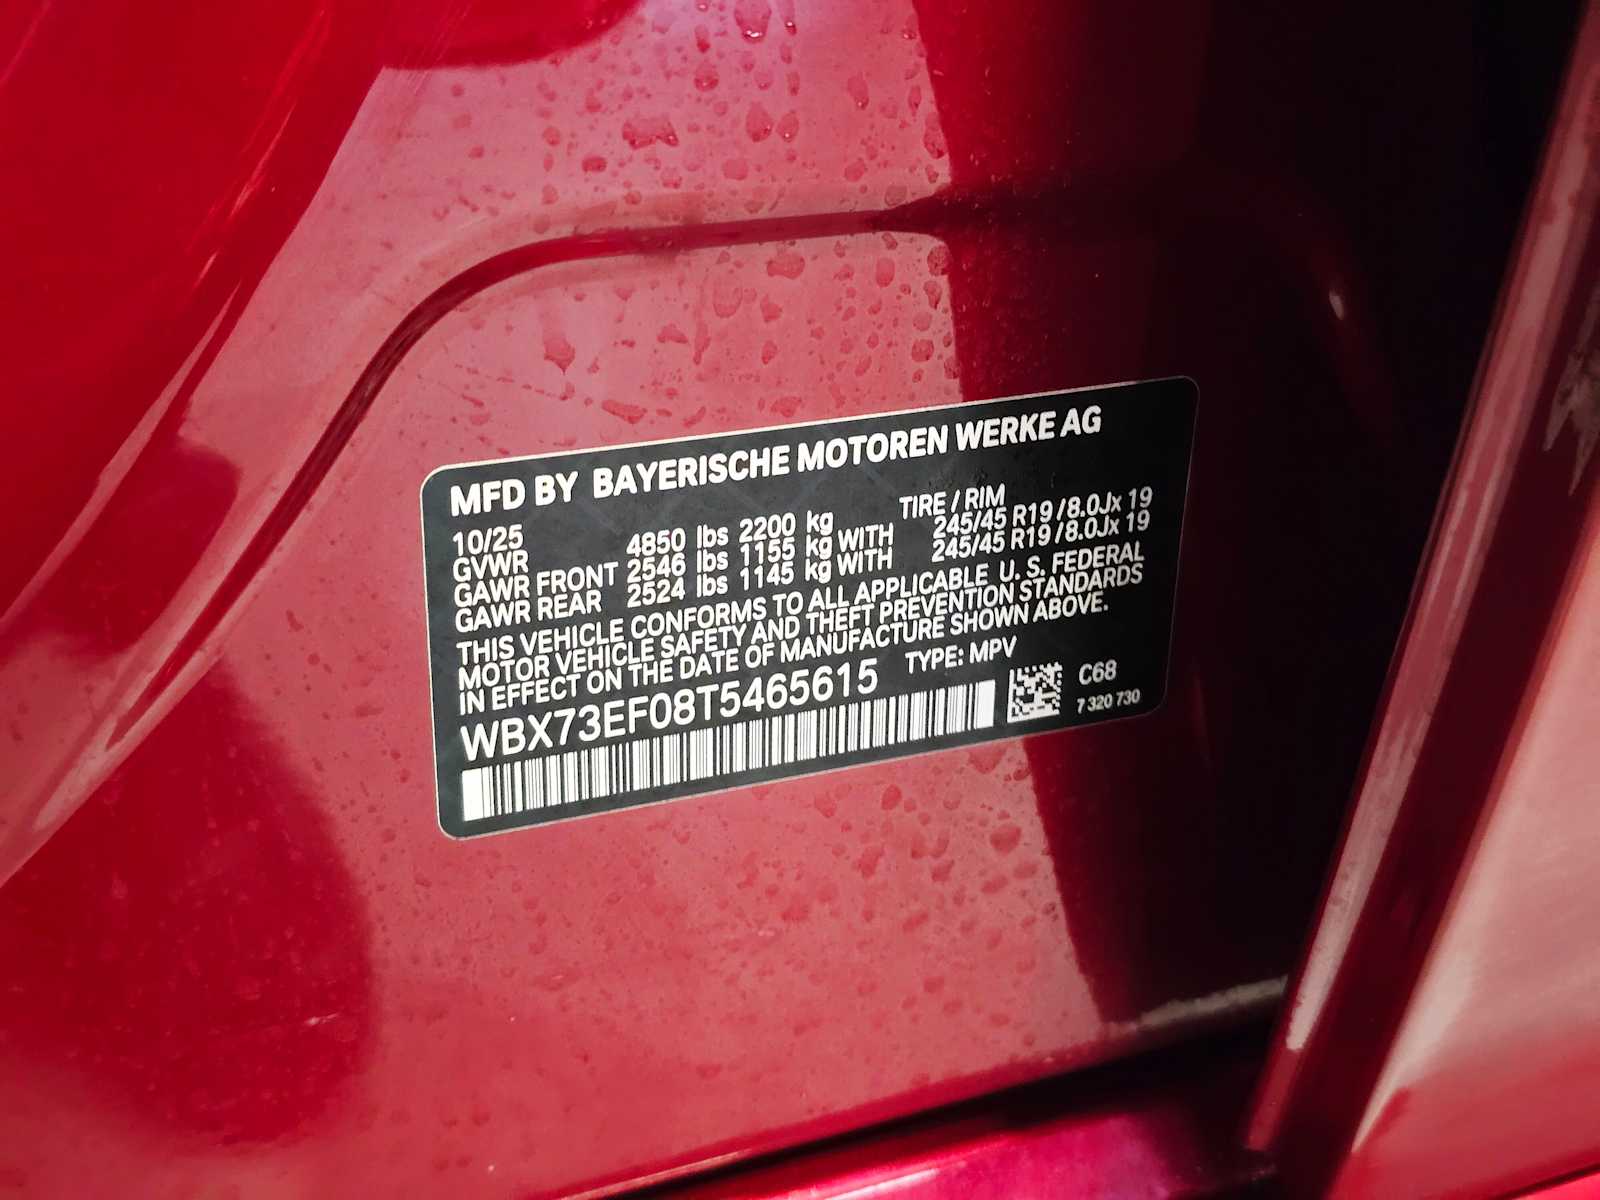 MFD BY BAYERISCHE MOTOREN WERKE AG
10/25 TIRE / RIM
GVWR 4850 lbs 2200 kg
GAWR FRONT 2546 lbs 1155 kg WITH 245/45 R19 /8.0Jx 19
GAWR REAR 2524 lbs 1145 kg WITH 245/45 R19 /8.0Jx 19
THIS VEHICLE CONFORMS TO ALL APPLICABLE U. S. FEDERAL
MOTOR VEHICLE SAFETY AND THEFT PREVENTION STANDARDS
IN EFFECT ON THE DATE OF MANUFACTURE SHOWN ABOVE.
WBX73EF08T5465615 TYPE: MPV
C68
7 320 730